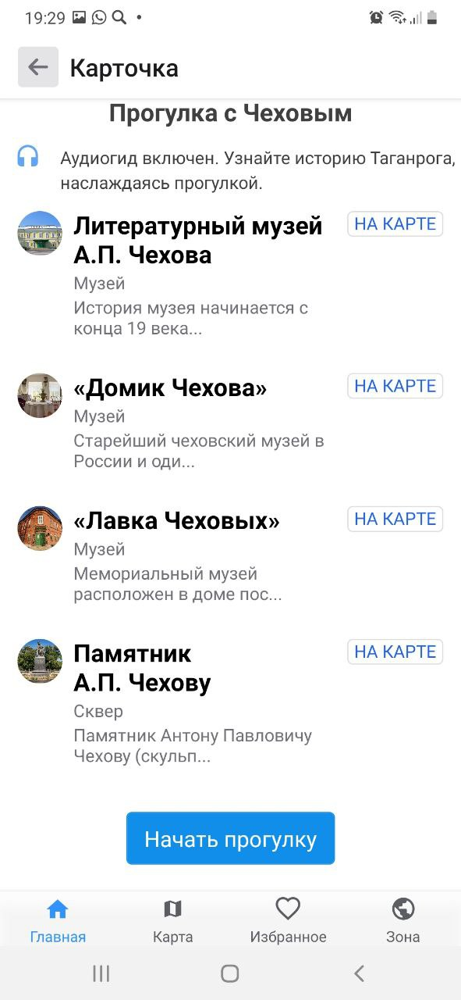 19:29
Карточка
Прогулка с Чеховым
Аудиогид включен. Узнайте историю Таганрога,
наслаждаясь прогулкой.
Литературный музей
А.П. Чехова
НА КАРТЕ
Музей
История музея начинается с
конца 19 века...
«Домик Чехова»
НА КАРТЕ
Музей
Старейший чеховский музей в
России и оди...
«Лавка Чеховых»
НА КАРТЕ
Музей
Мемориальный музей
расположен в доме пос...
Памятник
А.П. Чехову
НА КАРТЕ
Сквер
Памятник Антону Павловичу
Чехову (скульп...
Начать прогулку
Главная
Карта
Избранное
Зона